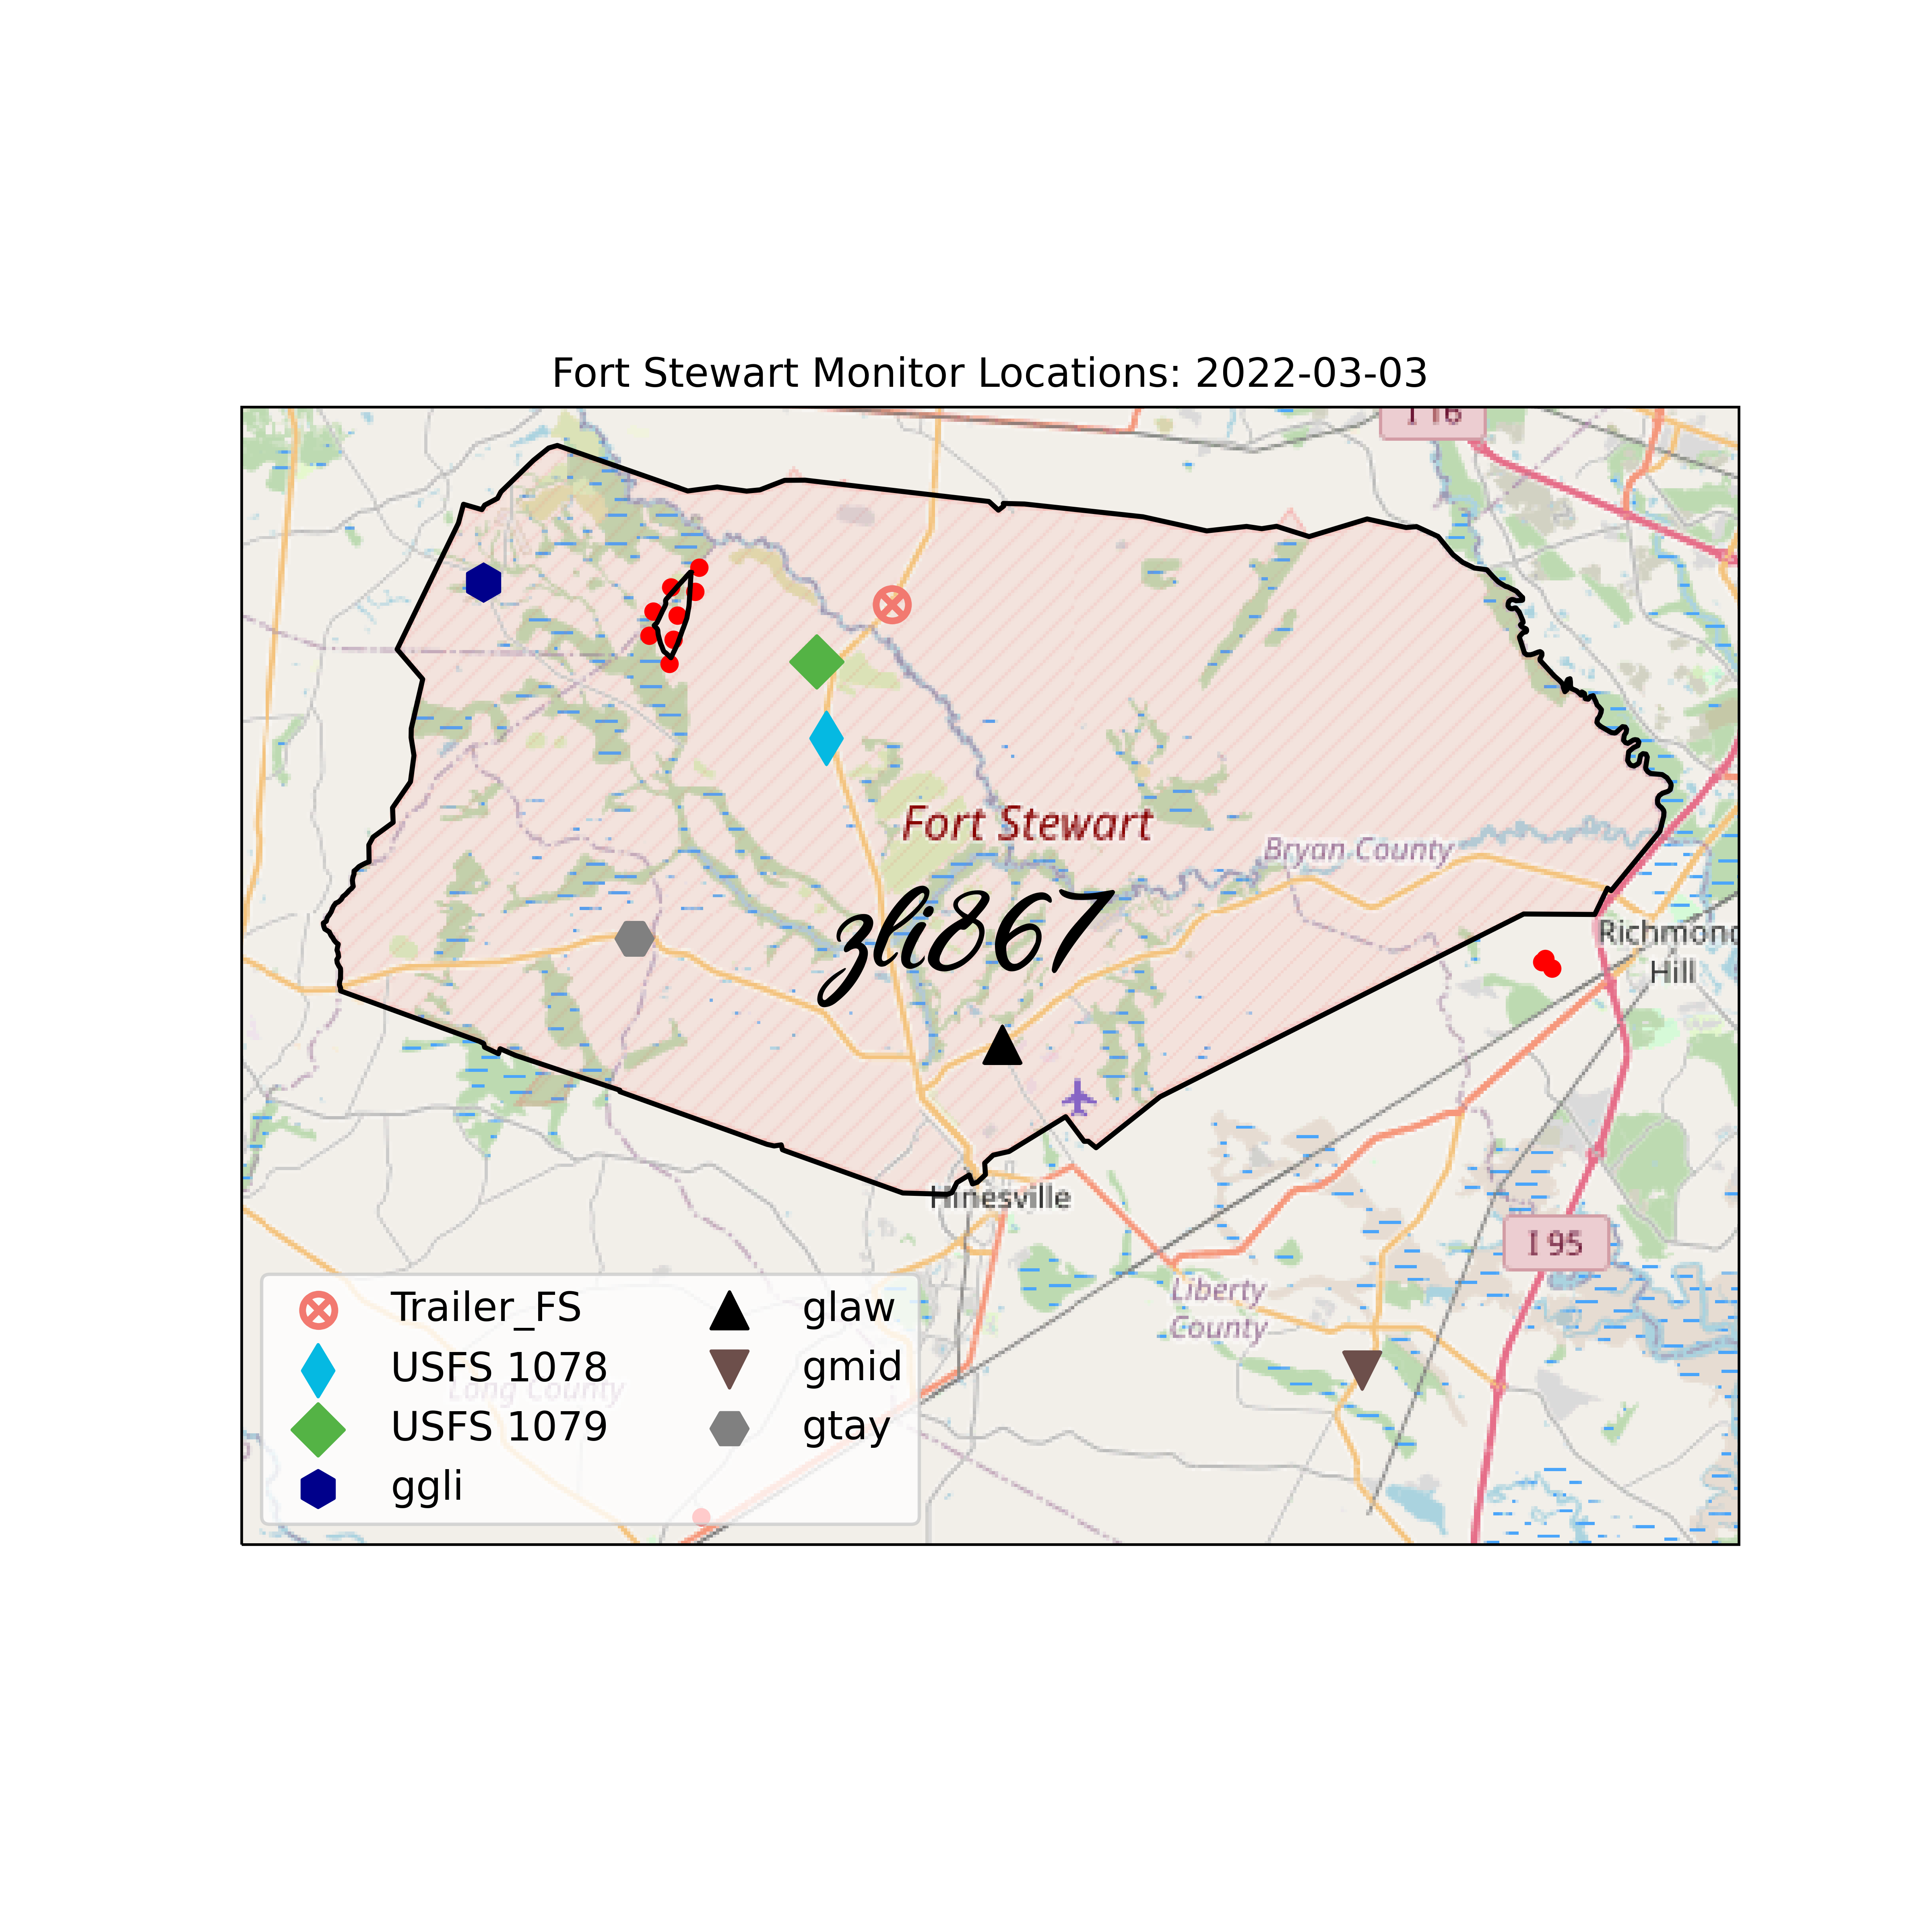 Fort Stewart Monitor Locations: 2022-03-03
I 16
Fort Stewart
Bryan County
zli867
Richmond
Hill
Hinesville
I 95
Liberty
County
Long County
Trailer_FS
USFS 1078
USFS 1079
ggli
glaw
gmid
gtay